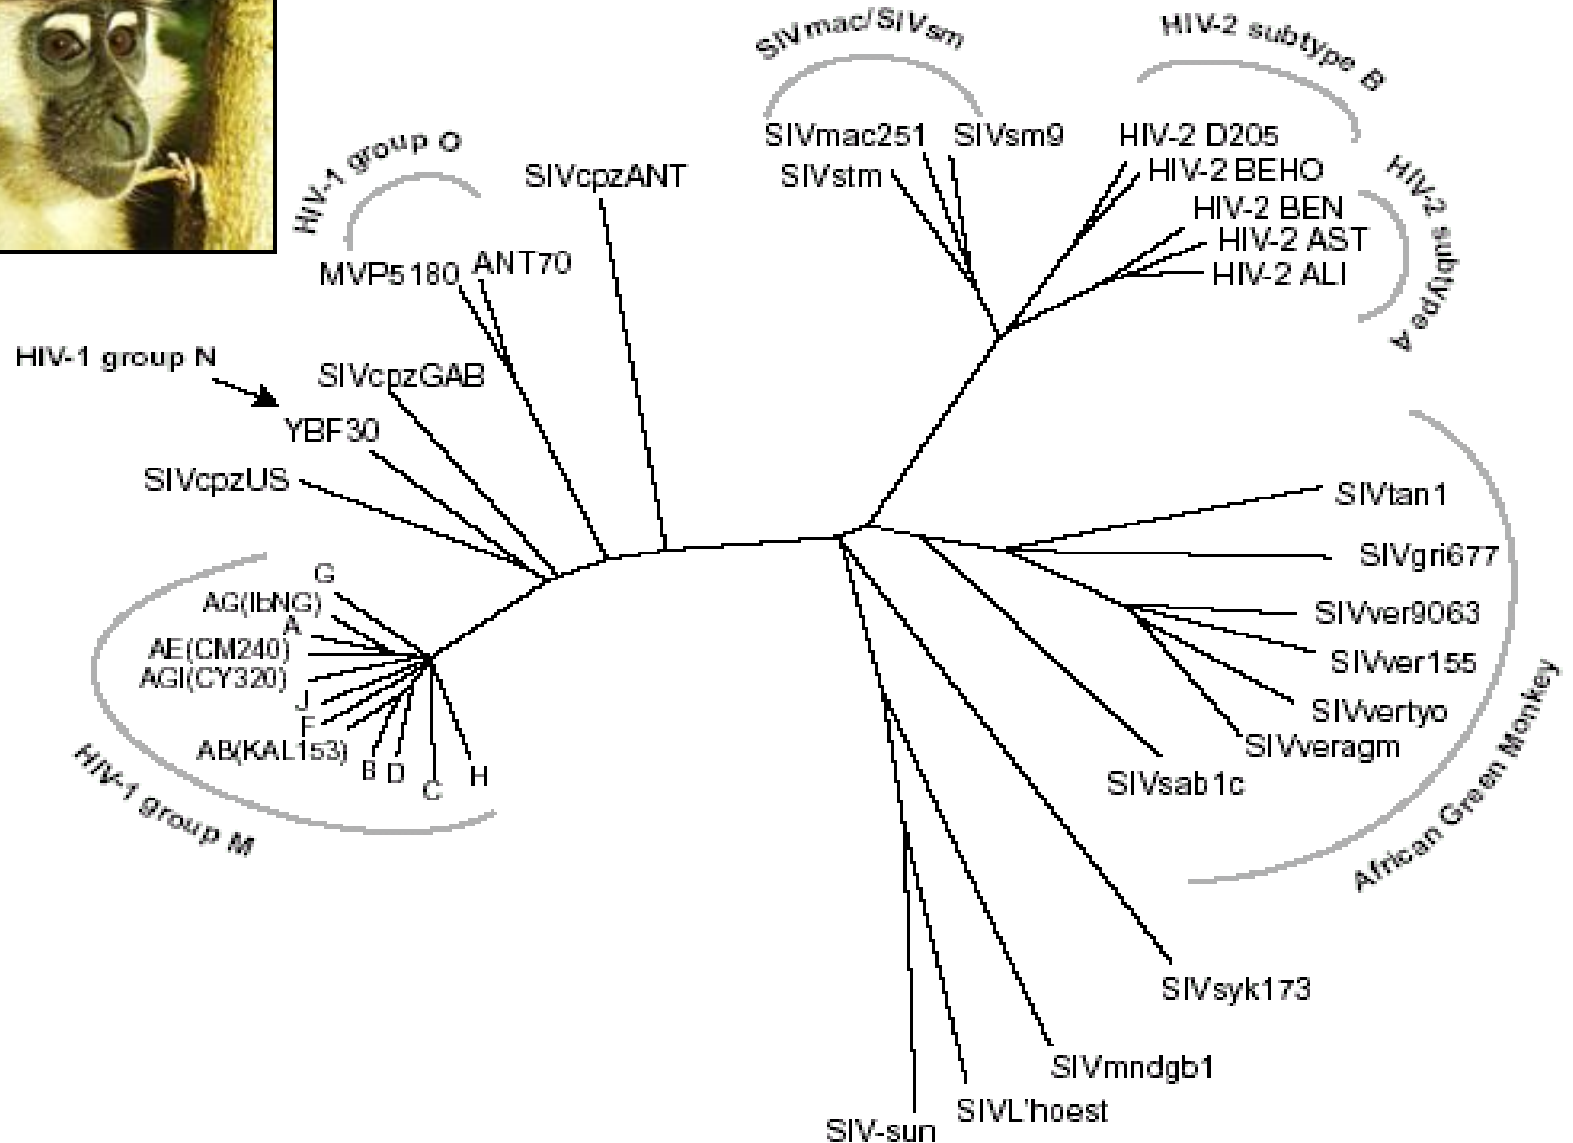 SIVmac/SIVsm
HIV-2 subtype B
SIVmac251
SIVsm9
HIV-2 D205
SIVstm
HIV-2 BEHO
HIV-2 BEN
HIV-2 AST
HIV-2 ALI
HIV-2 subtype A
HIV-1 group O
SIVcpzANT
MVP5180
ANT70
HIV-1 group N
SIVcpzGAB
YBF30
SIVcpzUS
G
AG(IbNG)
A
AE(CM240)
AGI(CY320)
J
F
AB(KAL153)
B
D
C
H
HIV-1 group M
SIVtan1
SIVgri677
SIVver9063
SIVver155
SIVvertyo
SIVveragm
SIVsab1c
African Green Monkey
SIVsyk173
SIVmndgb1
SIVL'hoest
SIV-sun